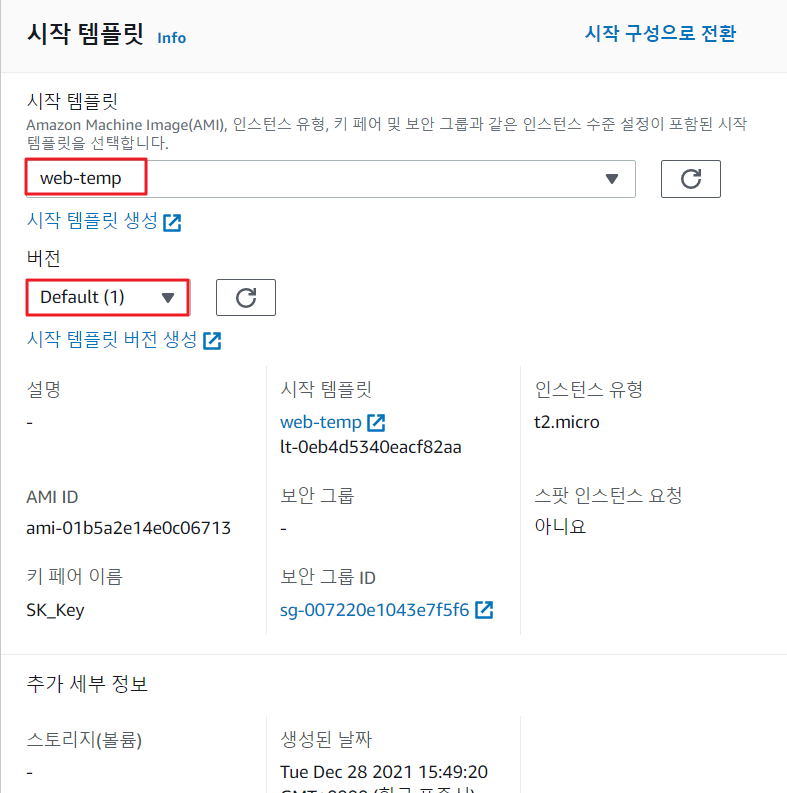 시작 템플릿 Info
시작 구성으로 전환
시작 템플릿
Amazon Machine Image(AMI), 인스턴스 유형, 키 페어 및 보안 그룹과 같은 인스턴스 수준 설정이 포함된 시작
템플릿을 선택합니다.
web-temp
시작 템플릿 생성
버전
Default (1)
시작 템플릿 버전 생성
설명
-
시작 템플릿
web-temp
lt-0eb4d5340eacf82aa
인스턴스 유형
t2.micro
AMI ID
ami-01b5a2e14e0c06713
보안 그룹
-
스팟 인스턴스 요청
아니요
키 페어 이름
SK_Key
보안 그룹 ID
sg-007220e1043e7f5f6
추가 세부 정보
스토리지(볼륨)
-
생성된 날짜
Tue Dec 28 2021 15:49:20